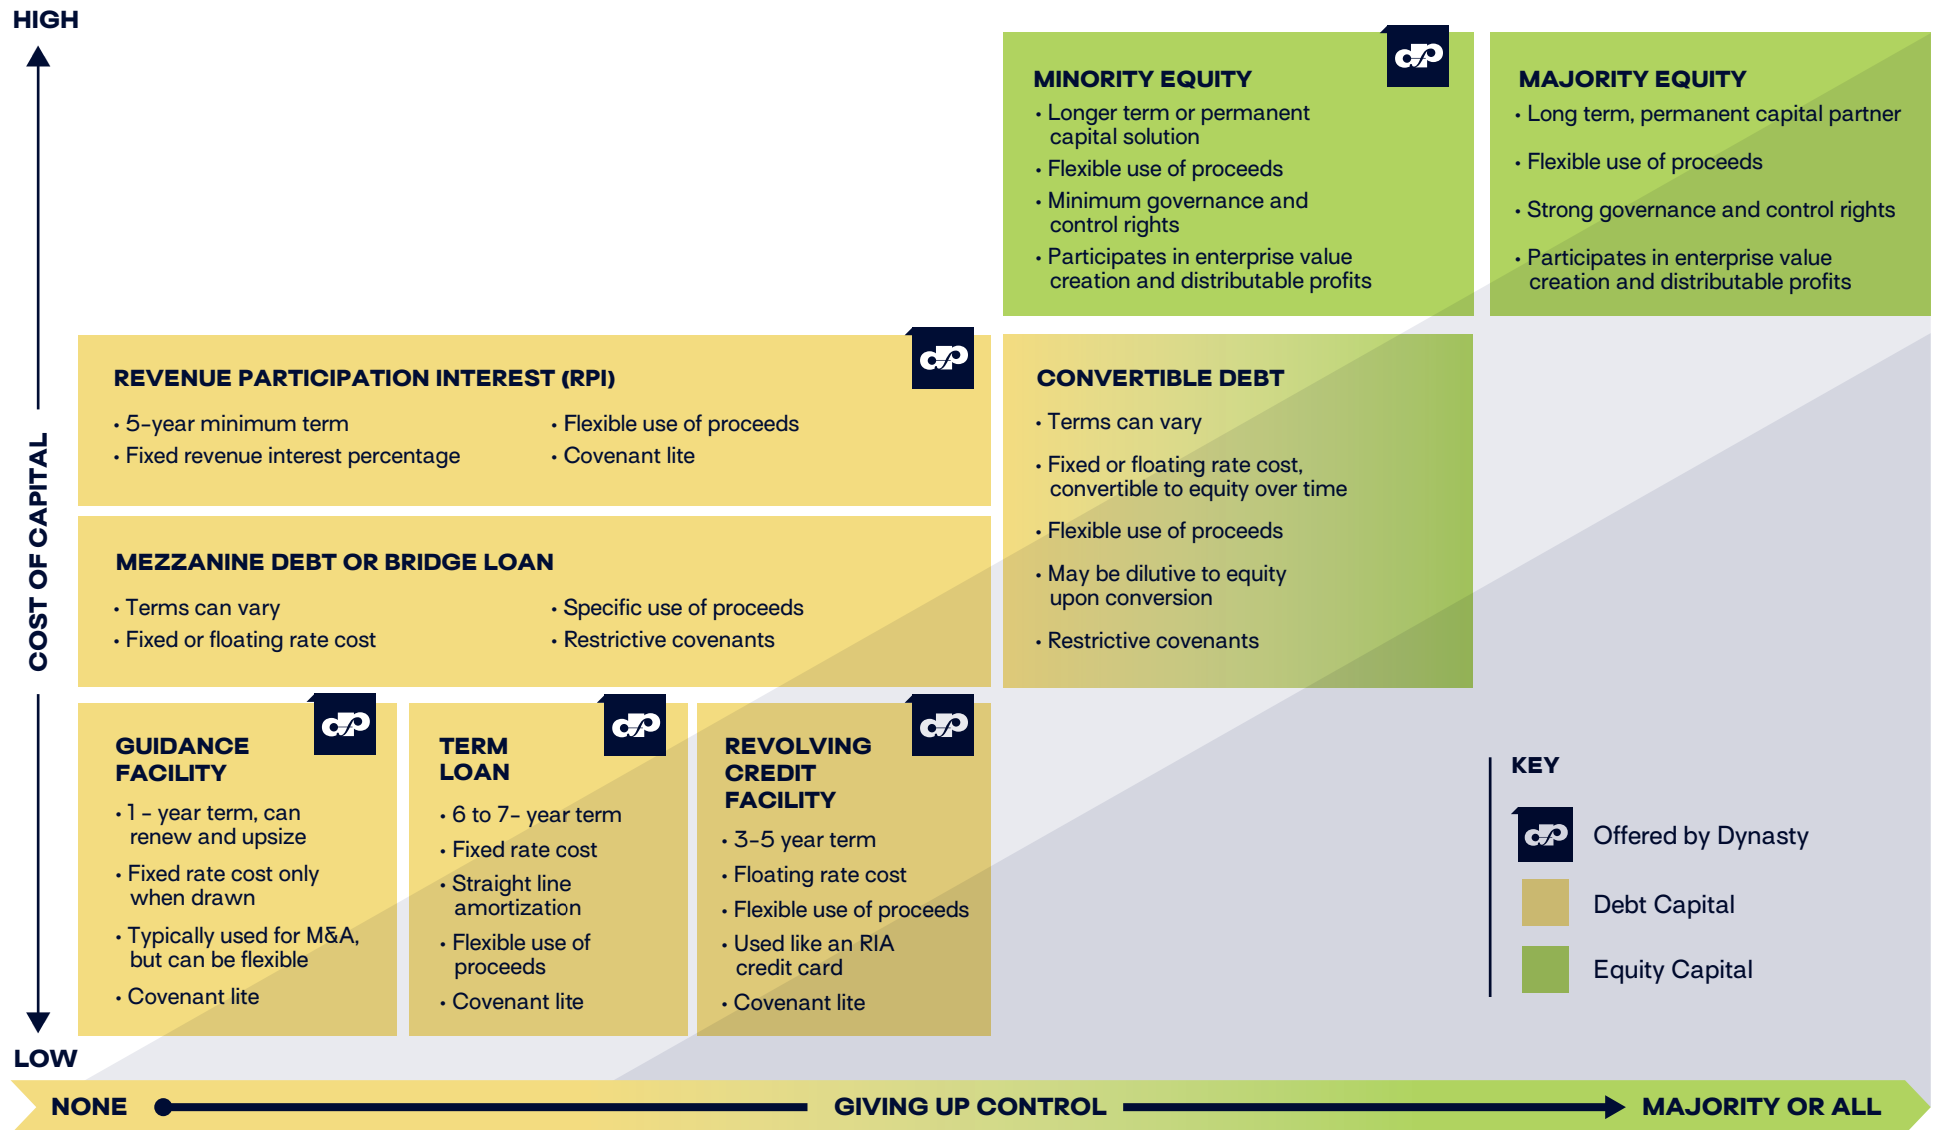 HIGH
COST OF CAPITAL
LOW
MINORITY EQUITY
• Longer term or permanent
capital solution
• Flexible use of proceeds
• Minimum governance and
control rights
• Participates in enterprise value
creation and distributable profits
dfp
MAJORITY EQUITY
• Long term, permanent capital partner
• Flexible use of proceeds
• Strong governance and control rights
• Participates in enterprise value
creation and distributable profits
REVENUE PARTICIPATION INTEREST (RPI)
• 5-year minimum term
• Fixed revenue interest percentage
• Flexible use of proceeds
• Covenant lite
dfp
CONVERTIBLE DEBT
• Terms can vary
• Fixed or floating rate cost,
convertible to equity over time
• Flexible use of proceeds
• May be dilutive to equity
upon conversion
• Restrictive covenants
MEZZANINE DEBT OR BRIDGE LOAN
• Terms can vary
• Fixed or floating rate cost
• Specific use of proceeds
• Restrictive covenants
GUIDANCE
FACILITY
• 1 - year term, can
renew and upsize
• Fixed rate cost only
when drawn
• Typically used for M&A,
but can be flexible
• Covenant lite
dfp
TERM
LOAN
• 6 to 7- year term
• Fixed rate cost
• Straight line
amortization
• Flexible use of
proceeds
• Covenant lite
dfp
REVOLVING
CREDIT
FACILITY
• 3-5 year term
• Floating rate cost
• Flexible use of proceeds
• Used like an RIA
credit card
• Covenant lite
dfp
KEY
dfp
Offered by Dynasty
Debt Capital
Equity Capital
NONE
GIVING UP CONTROL
MAJORITY OR ALL